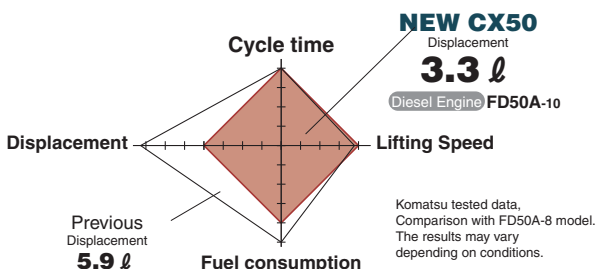 NEW CX50
Displacement
3.3 ℓ
Diesel Engine FD50A-10
Cycle time
Displacement
Lifting Speed
Previous
Displacement
5.9 ℓ
Fuel consumption
Komatsu tested data,
Comparison with FD50A-8 model.
The results may vary
depending on conditions.